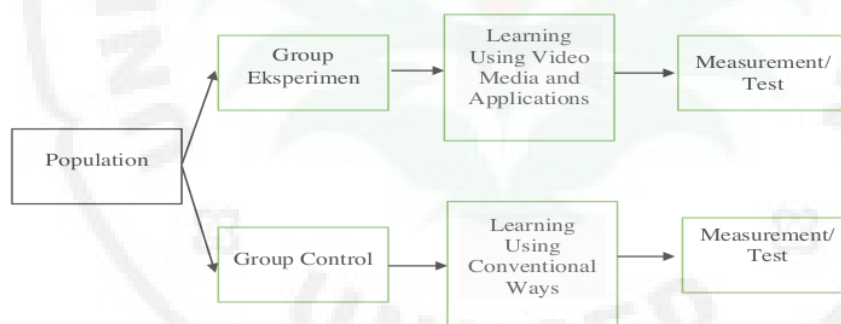 Population
Group
Eksperimen
Learning
Using Video
Media and
Applications
Measurement/
Test
Group Control
Learning
Using
Conventional
Ways
Measurement/
Test